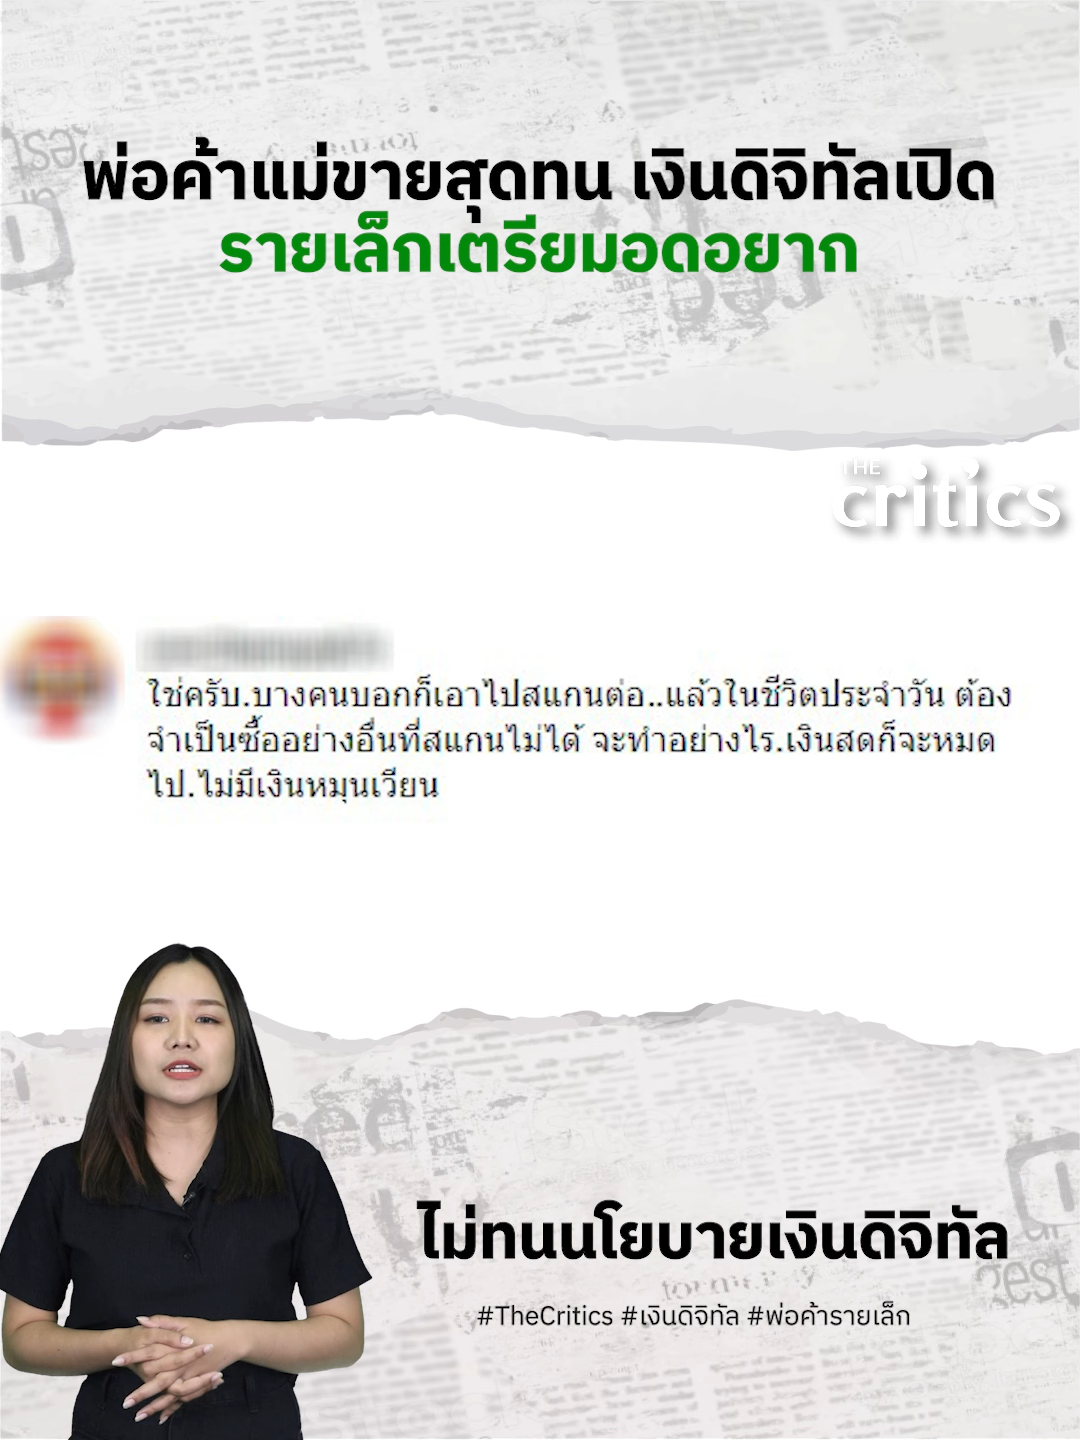 พ่อค้าแม่ขายสุดทน เงินดิจิทัลเปิด
รายเล็กเตรียมอดอยาก
THE
critics
ใช่ครับ.บางคนบอกก็เอาไปสแกนต่อ..แล้วในชีวิตประจำวัน ต้อง
จำเป็นซื้ออย่างอื่นที่สแกนไม่ได้ จะทำอย่างไร.เงินสดก็จะหมด
ไป.ไม่มีเงินหมุนเวียน
ไม่ทนนโยบายเงินดิจิทัล
#TheCritics #เงินดิจิทัล #พ่อค้ารายเล็ก